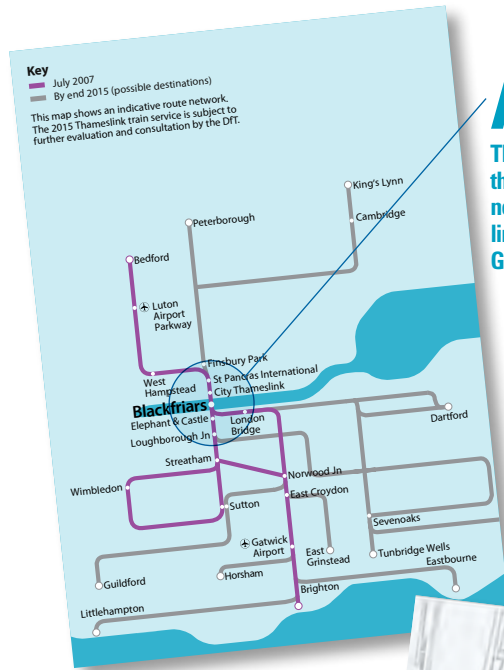 Key
July 2007
By end 2015 (possible destinations)
This map shows an indicative route network.
The 2015 Thameslink train service is subject to
further evaluation and consultation by the DfT.
King's Lynn
Cambridge
Peterborough
Bedford
Luton
Airport
Parkway
Finsbury Park
West
Hampstead
St Pancras International
City Thameslink
Blackfriars
Elephant & Castle
London
Bridge
Loughborough Jn
Dartford
Streatham
Norwood Jn
Wimbledon
East Croydon
Sutton
Sevenoaks
Gatwick
Airport
East
Grinstead
Tunbridge Wells
Eastbourne
Guildford
Horsham
Brighton
Littlehampton